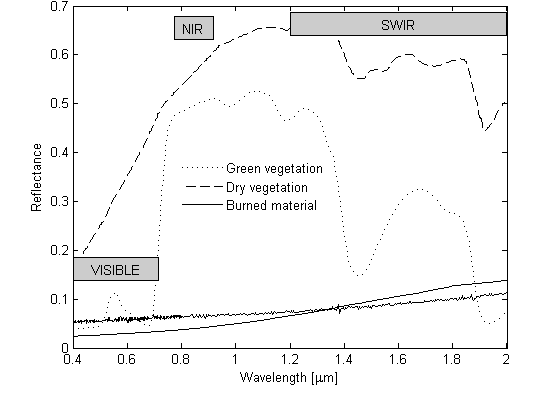 0.7
NIR
SWIR
0.6
0.5
0.4
Reflectance
Green vegetation
Dry vegetation
Burned material
0.3
0.2
VISIBLE
0.1
0
0.4 0.6 0.8 1 1.2 1.4 1.6 1.8 2
Wavelength [μm]